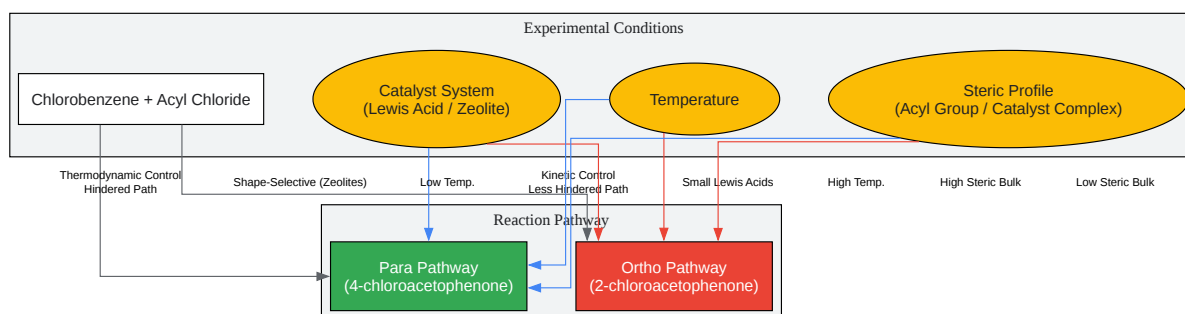 Experimental Conditions
Chlorobenzene + Acyl Chloride
Catalyst System
(Lewis Acid / Zeolite)
Temperature
Steric Profile
(Acyl Group / Catalyst Complex)
Thermodynamic Control
Hindered Path
Shape-Selective (Zeolites)
Low Temp.
Kinetic Control
Less Hindered Path
Small Lewis Acids
High Temp.
High Steric Bulk
Low Steric Bulk
Reaction Pathway
Para Pathway
(4-chloroacetophenone)
Ortho Pathway
(2-chloroacetophenone)